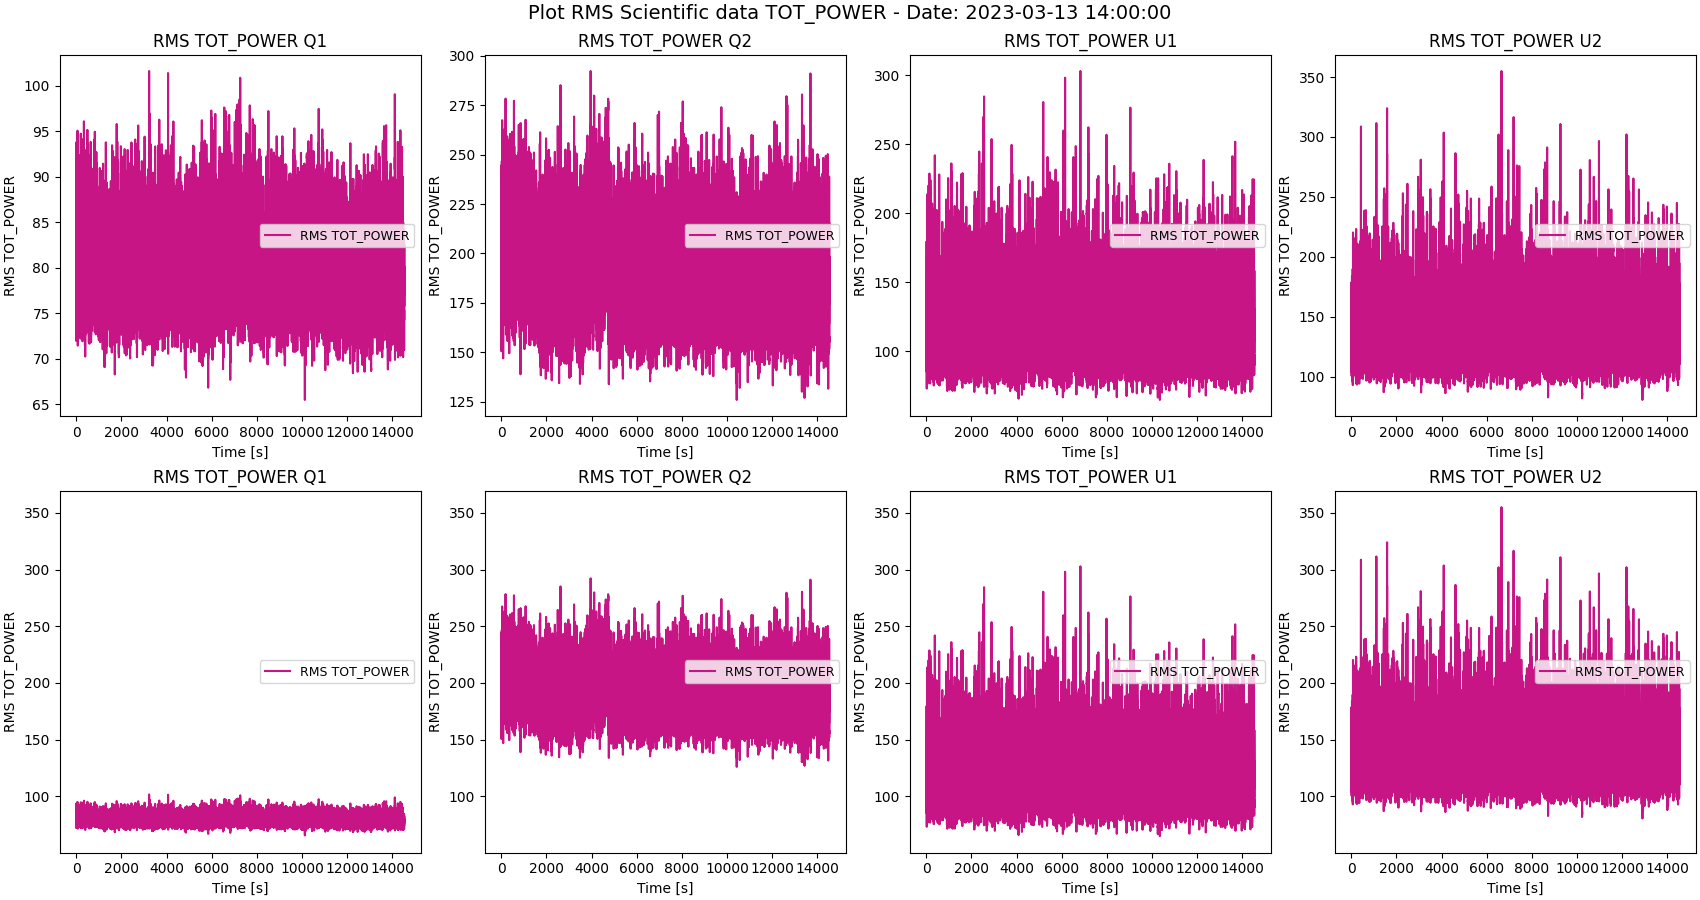 Plot RMS Scientific data TOT_POWER - Date: 2023-03-13 14:00:00
RMS TOT_POWER Q1
RMS TOT_POWER
100
95
90
85
80
75
70
65
RMS TOT_POWER
0 2000 4000 6000 8000 10000 12000 14000
Time [s]
RMS TOT_POWER Q2
RMS TOT_POWER
300
275
250
225
200
175
150
125
RMS TOT_POWER
0 2000 4000 6000 8000 10000 12000 14000
Time [s]
RMS TOT_POWER U1
RMS TOT_POWER
300
250
200
150
100
RMS TOT_POWER
0 2000 4000 6000 8000 10000 12000 14000
Time [s]
RMS TOT_POWER U2
RMS TOT_POWER
350
300
250
200
150
100
RMS TOT_POWER
0 2000 4000 6000 8000 10000 12000 14000
Time [s]
RMS TOT_POWER Q1
RMS TOT_POWER
350
300
250
200
150
100
RMS TOT_POWER
0 2000 4000 6000 8000 10000 12000 14000
Time [s]
RMS TOT_POWER Q2
RMS TOT_POWER
350
300
250
200
150
100
RMS TOT_POWER
0 2000 4000 6000 8000 10000 12000 14000
Time [s]
RMS TOT_POWER U1
RMS TOT_POWER
350
300
250
200
150
100
RMS TOT_POWER
0 2000 4000 6000 8000 10000 12000 14000
Time [s]
RMS TOT_POWER U2
RMS TOT_POWER
350
300
250
200
150
100
RMS TOT_POWER
0 2000 4000 6000 8000 10000 12000 14000
Time [s]